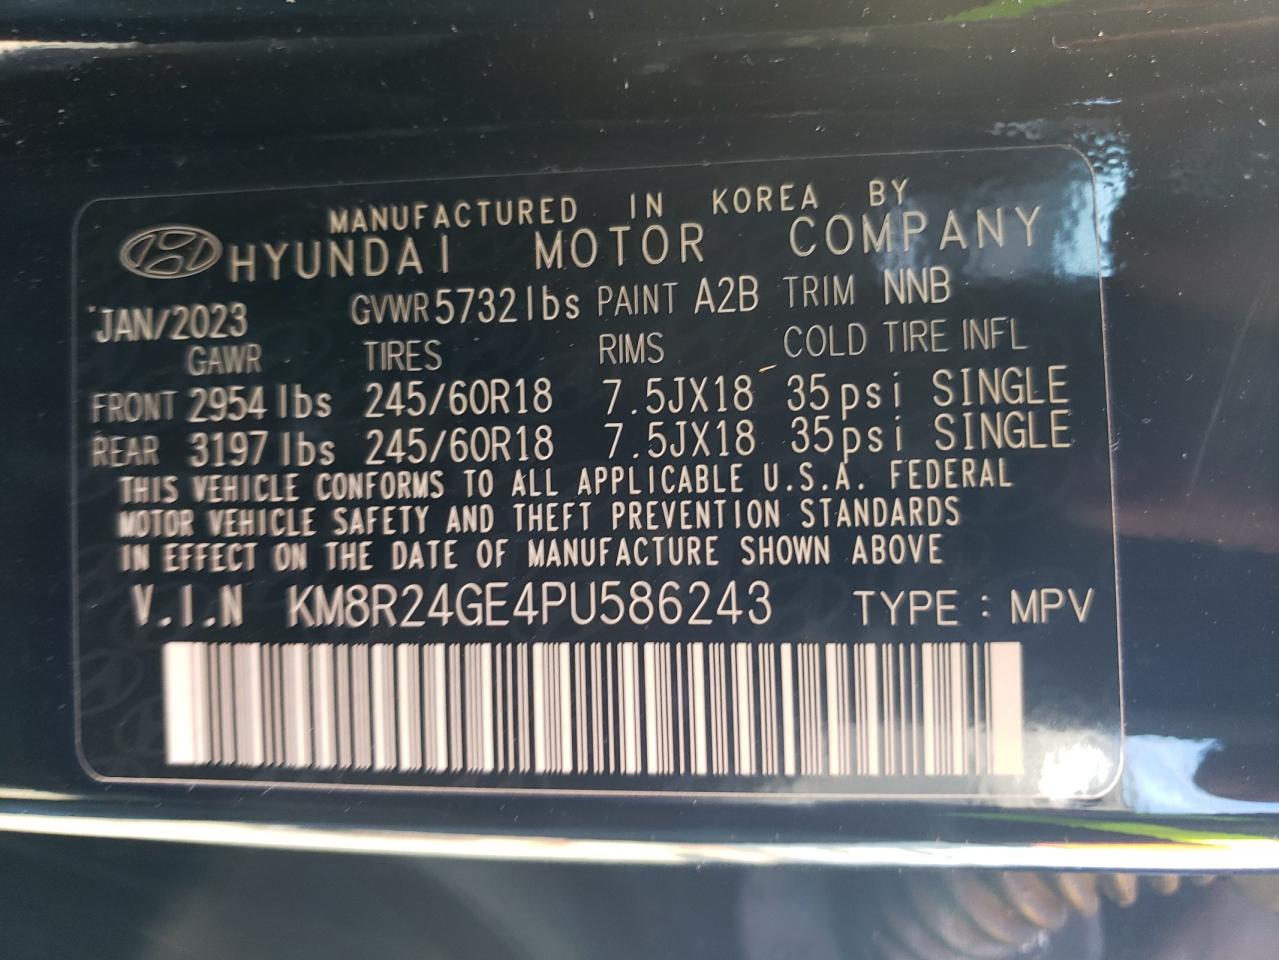 MANUFACTURED IN KOREA BY
HYUNDAI MOTOR COMPANY
JAN/2023 GVWR 5732 lbs PAINT A2B TRIM NNB
GAWR TIRES RIMS COLD TIRE INFL
FRONT 2954 lbs 245/60R18 7.5JX18 35psi SINGLE
REAR 3197 lbs 245/60R18 7.5JX18 35psi SINGLE
THIS VEHICLE CONFORMS TO ALL APPLICABLE U.S.A. FEDERAL
MOTOR VEHICLE SAFETY AND THEFT PREVENTION STANDARDS
IN EFFECT ON THE DATE OF MANUFACTURE SHOWN ABOVE
V.I.N KM8R24GE4PU586243 TYPE : MPV